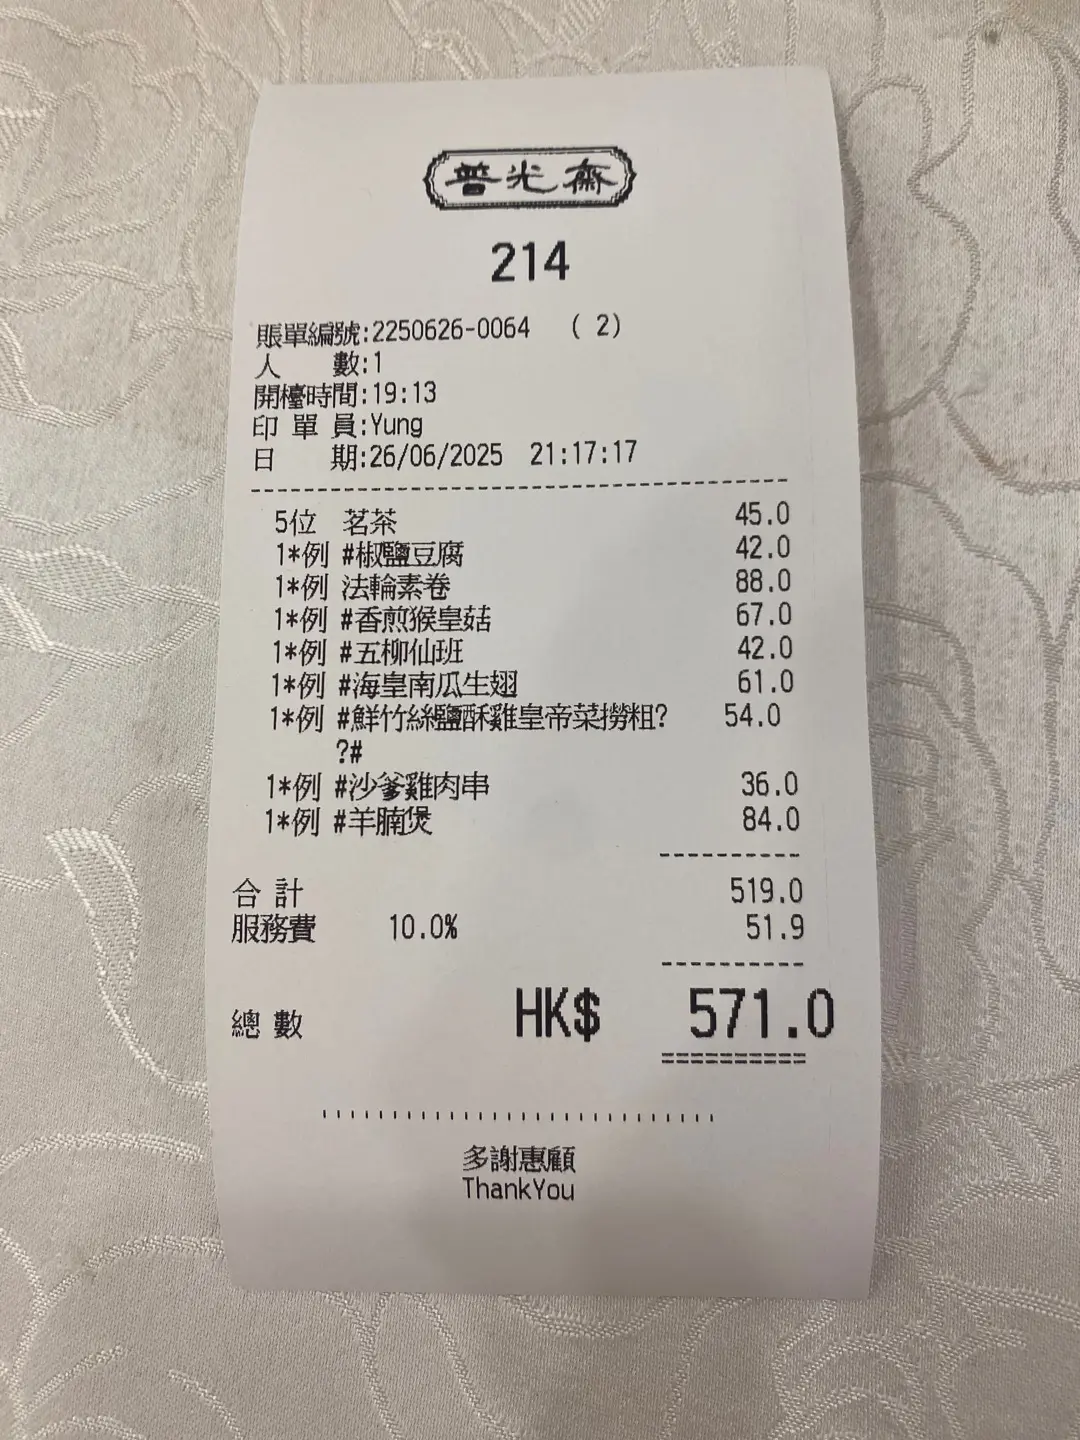 普光齋
214
賬單編號:2250626-0064 ( 2)
人 數:1
開檯時間:19:13
印 單 員:Yung
日 期:26/06/2025 21:17:17
5位 茗茶 45.0
1*例 #椒鹽豆腐 42.0
1*例 法輪素卷 88.0
1*例 #香煎猴皇菇 67.0
1*例 #五柳仙班 42.0
1*例 #海皇南瓜生翅 61.0
1*例 #鮮竹絲鹽酥雞皇帝菜撈粗? 54.0
?#
1*例 #沙爹雞肉串 36.0
1*例 #羊腩煲 84.0
合 計 519.0
服務費 10.0% 51.9
總 數 HK$ 571.0
多謝惠顧
ThankYou